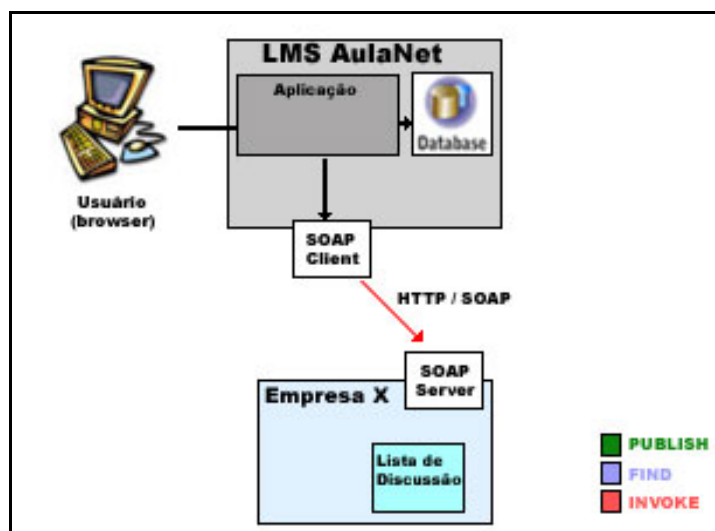 LMS AulaNet
Aplicação
Database
Usuário
(browser)
SOAP
Client
HTTP / SOAP
SOAP
Server
Empresa X
Lista de
Discussão
PUBLISH
FIND
INVOKE